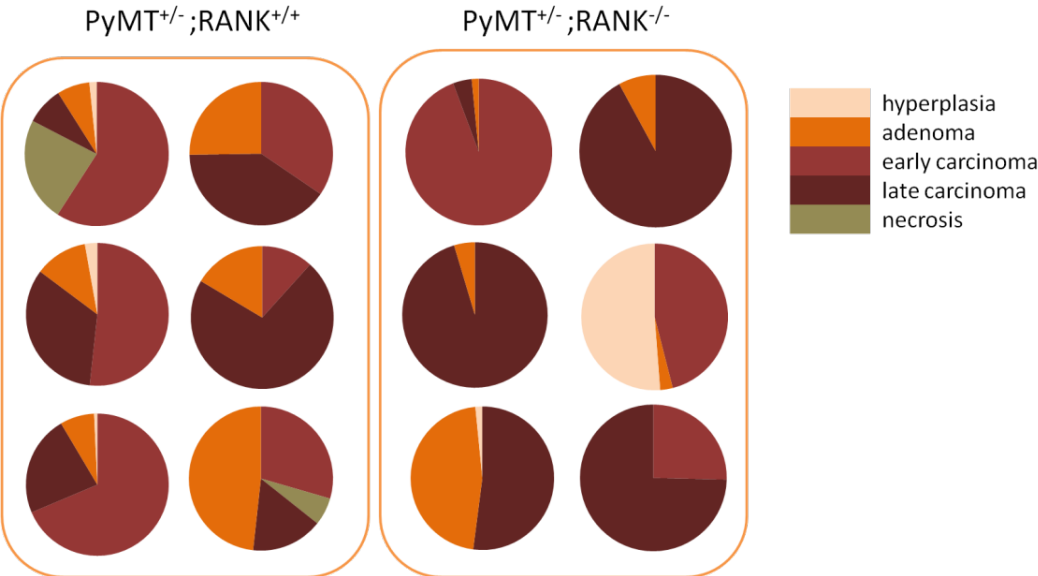 PyMT+/- ;RANK+/+
PyMT+/- ;RANK-/-
hyperplasia
adenoma
early carcinoma
late carcinoma
necrosis